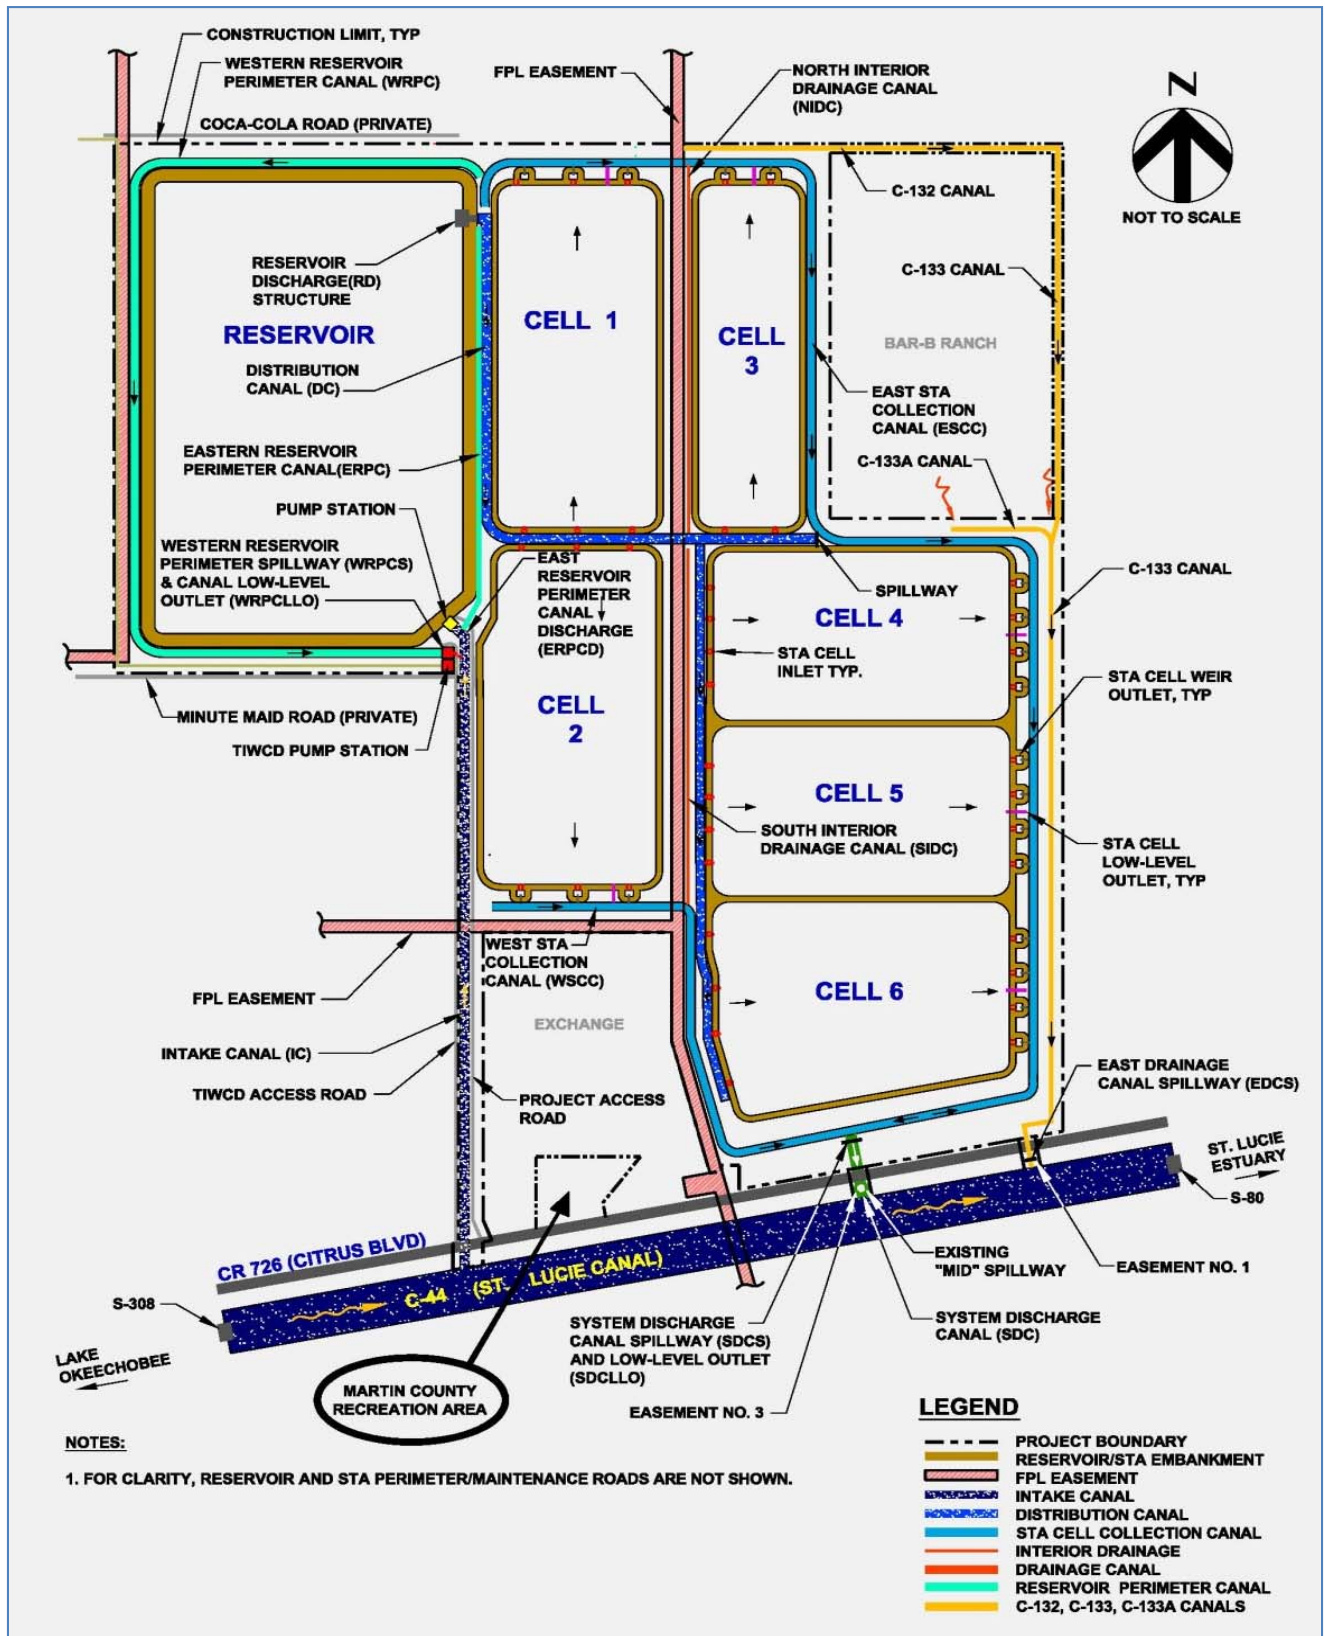 CONSTRUCTION LIMIT, TYP
WESTERN RESERVOIR
PERIMETER CANAL (WRPC)
COCA-COLA ROAD (PRIVATE)
FPL EASEMENT
NORTH INTERIOR
DRAINAGE CANAL
(NIDC)
N
NOT TO SCALE
C-132 CANAL
C-133 CANAL
RESERVOIR
DISCHARGE(RD)
STRUCTURE
RESERVOIR
CELL 1
CELL
3
BAR-B RANCH
DISTRIBUTION
CANAL (DC)
EAST STA
COLLECTION
CANAL (ESCC)
EASTERN RESERVOIR
PERIMETER CANAL(ERPC)
C-133A CANAL
PUMP STATION
WESTERN RESERVOIR
PERIMETER SPILLWAY (WRPCS)
& CANAL LOW-LEVEL
OUTLET (WRPCLLO)
EAST
RESERVOIR
PERIMETER
CANAL
DISCHARGE
(ERPCD)
SPILLWAY
C-133 CANAL
CELL 4
STA CELL
INLET TYP.
STA CELL WEIR
OUTLET, TYP
MINUTE MAID ROAD (PRIVATE)
TIWCD PUMP STATION
CELL
2
CELL 5
SOUTH INTERIOR
DRAINAGE CANAL (SIDC)
STA CELL
LOW-LEVEL
OUTLET, TYP
WEST STA
COLLECTION
CANAL (WSCC)
FPL EASEMENT
CELL 6
EXCHANGE
INTAKE CANAL (IC)
TIWCD ACCESS ROAD
PROJECT ACCESS
ROAD
EAST DRAINAGE
CANAL SPILLWAY (EDCS)
ST. LUCIE
ESTUARY
S-80
CR 726 (CITRUS BLVD)
C-44 (ST. LUCIE CANAL)
EXISTING
"MID" SPILLWAY
EASEMENT NO. 1
S-308
LAKE
OKEECHOBEE
SYSTEM DISCHARGE
CANAL SPILLWAY (SDCS)
AND LOW-LEVEL OUTLET
(SDCLLO)
SYSTEM DISCHARGE
CANAL (SDC)
MARTIN COUNTY
RECREATION AREA
EASEMENT NO. 3
NOTES:
1. FOR CLARITY, RESERVOIR AND STA PERIMETER/MAINTENANCE ROADS ARE NOT SHOWN.
LEGEND
PROJECT BOUNDARY
RESERVOIR/STA EMBANKMENT
FPL EASEMENT
INTAKE CANAL
DISTRIBUTION CANAL
STA CELL COLLECTION CANAL
INTERIOR DRAINAGE
DRAINAGE CANAL
RESERVOIR PERIMETER CANAL
C-132, C-133, C-133A CANALS